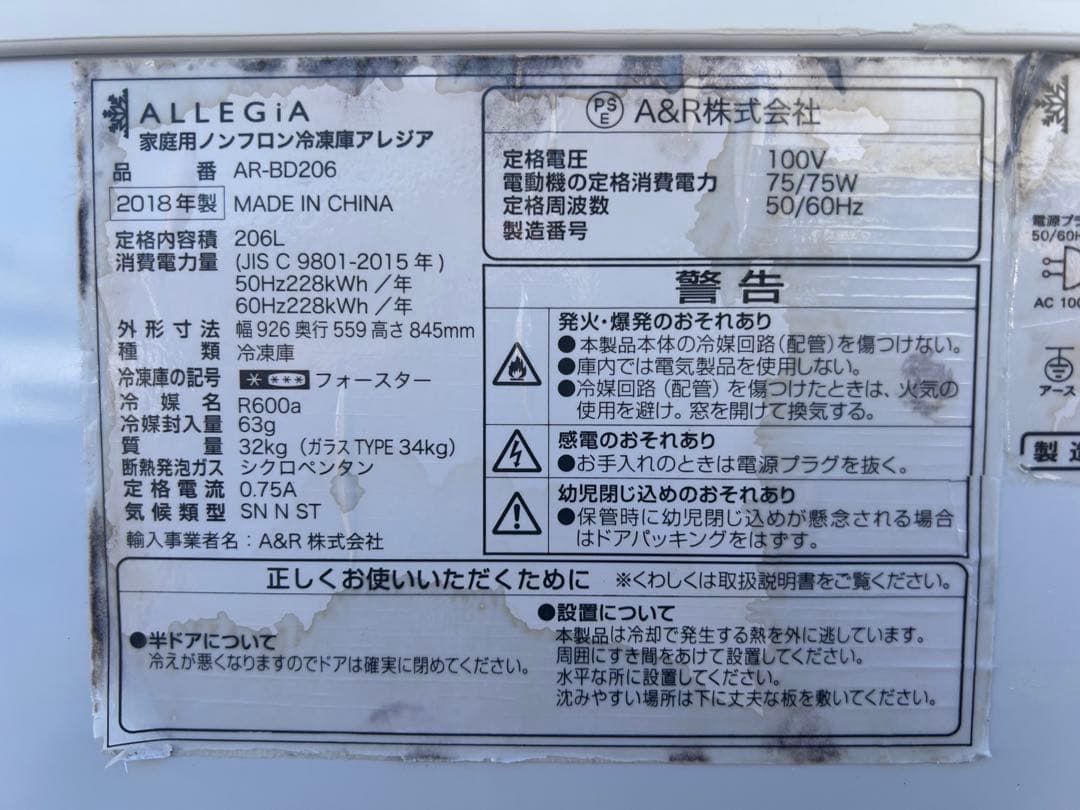 ALLEGiA
家庭用ノンフロン冷凍庫アレジア
品番 AR-BD206
2018年製 MADE IN CHINA
定格内容積 206L
消費電力量 (JIS C 9801-2015年)
50Hz228kWh／年
60Hz228kWh／年
外形寸法 幅926 奥行559 高さ845mm
種類 冷凍庫
冷凍庫の記号 フォースター
冷媒名 R600a
冷媒封入量 63g
質量 32kg（ガラスTYPE 34kg）
断熱発泡ガス シクロペンタン
定格電流 0.75A
気候類型 SN N ST
輸入事業者名：A&R株式会社
PSE A&R株式会社
定格電圧 100V
電動機の定格消費電力 75/75W
定格周波数 50/60Hz
製造番号
警告
発火・爆発のおそれあり
●本製品本体の冷媒回路（配管）を傷つけない。
●庫内では電気製品を使用しない。
●冷媒回路（配管）を傷つけたときは、火気の
使用を避け。窓を開けて換気する。
感電のおそれあり
●お手入れのときは電源プラグを抜く。
幼児閉じ込めのおそれあり
●保管時に幼児閉じ込めが懸念される場合
はドアパッキングをはずす。
正しくお使いいただくために ※くわしくは取扱説明書をご覧ください。
●半ドアについて
冷えが悪くなりますのでドアは確実に閉めてください。
●設置について
本製品は冷却で発生する熱を外に逃しています。
周囲にすき間をあけて設置してください。
水平な所に設置してください。
沈みやすい場所は下に丈夫な板を敷いてください。
電源プラ
50/60H
AC 100
アース
製造